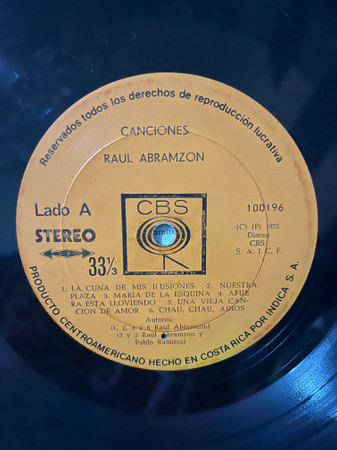 Reservados todos los derechos de reproducción lucrativa
CANCIONES
RAUL ABRAMZON
Lado A
STEREO
33 1/3
CBS
100196
(C) (P) 1975
Discos
CBS
S. A. I. C. F.
1. LA CUNA DE MIS ILUSIONES 2. NUESTRA
PLAZA 3. MARIA DE LA ESQUINA 4. AFUE
RA ESTA LLOVIENDO 5. UNA VIEJA CAN-
CION DE AMOR 6. CHAU, CHAU, ADIOS
Autores:
(1, 2, 4 y 6 Raul Abramzon)
(3 y 5 Raul Abramzon y
Pablo Ramirez)
PRODUCTO CENTROAMERICANO HECHO EN COSTA RICA POR INDICA S. A.